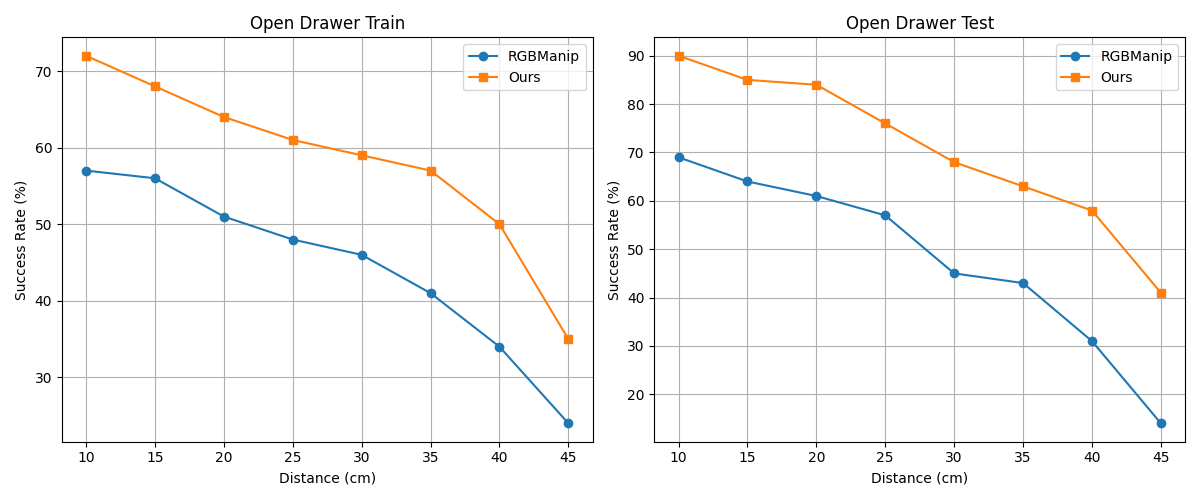 Open Drawer Train
RGBManip
Ours
70
60
50
40
30
Success Rate (%)
10 15 20 25 30 35 40 45
Distance (cm)
Open Drawer Test
RGBManip
Ours
90
80
70
60
50
40
30
20
Success Rate (%)
10 15 20 25 30 35 40 45
Distance (cm)